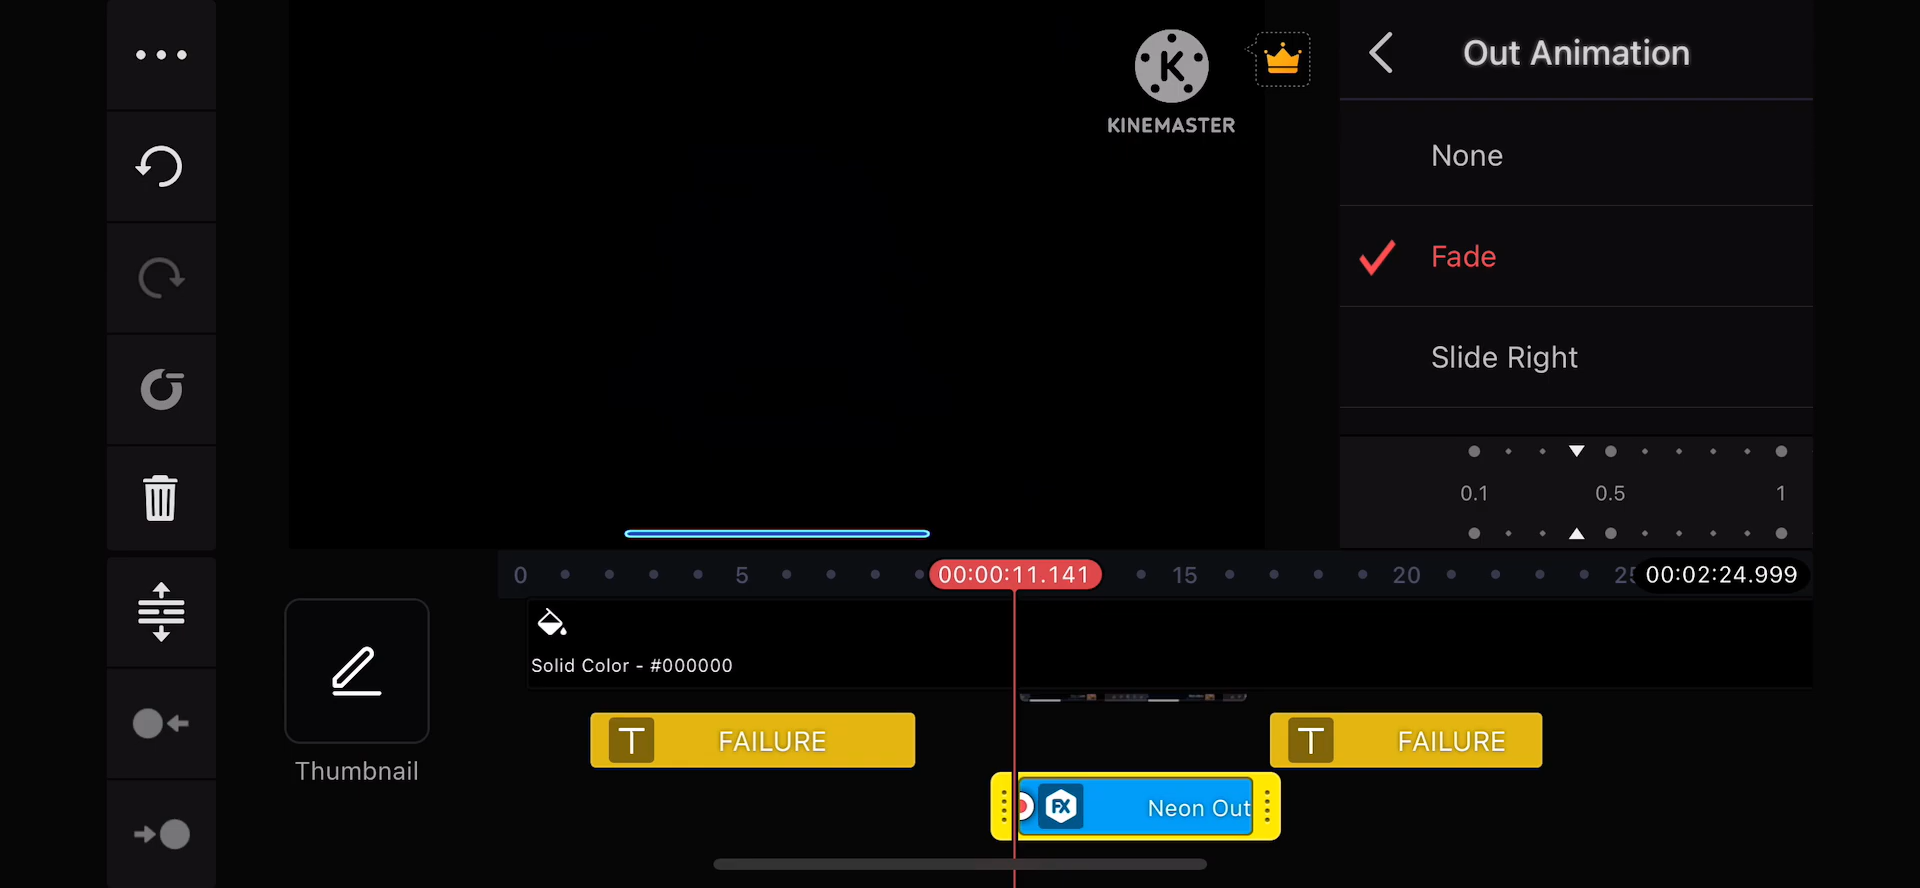 K
KINEMASTER
Out Animation
None
Fade
Slide Right
0.1 0.5 1
0 5 00:00:11.141 15 20 25 00:02:24.999
Solid Color - #000000
Thumbnail
T FAILURE
T FAILURE
FX Neon Out